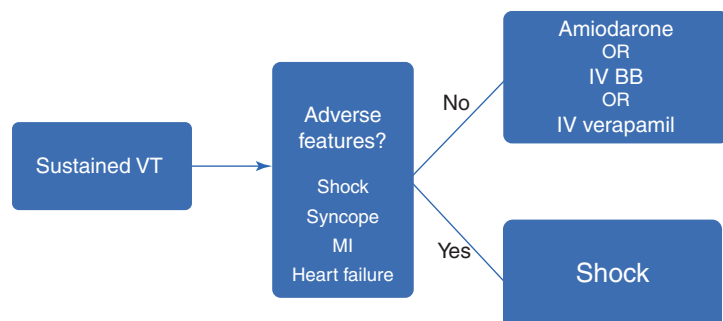 Sustained VT
Adverse
features?
Shock
Syncope
MI
Heart failure
No
Amiodarone
OR
IV BB
OR
IV verapamil
Yes
Shock